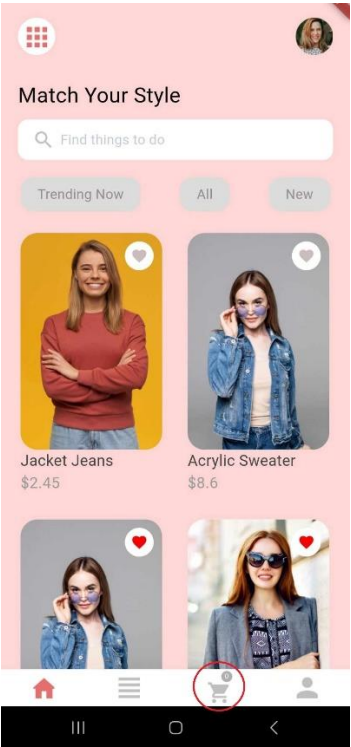 Match Your Style
Find things to do
Trending Now All New
Jacket Jeans Acrylic Sweater
$2.45 $8.6
0